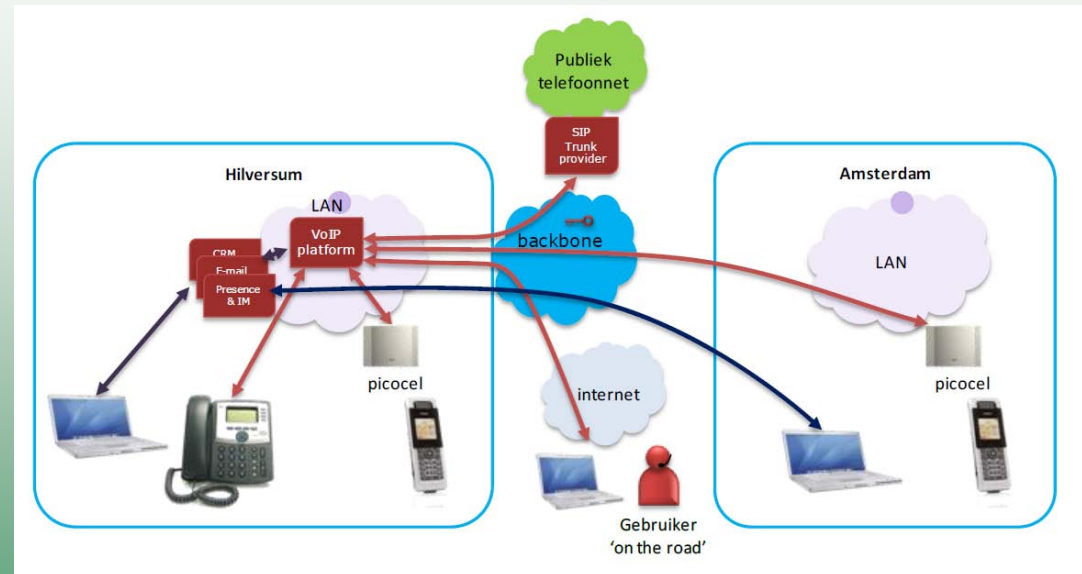 Publiek
telefoonnet
SIP
Trunk
provider
Hilversum
Amsterdam
LAN
VoIP
platform
backbone
LAN
CRM
E-mail
Presence
& IM
picocel
picocel
internet
Gebruiker
‘on the road’